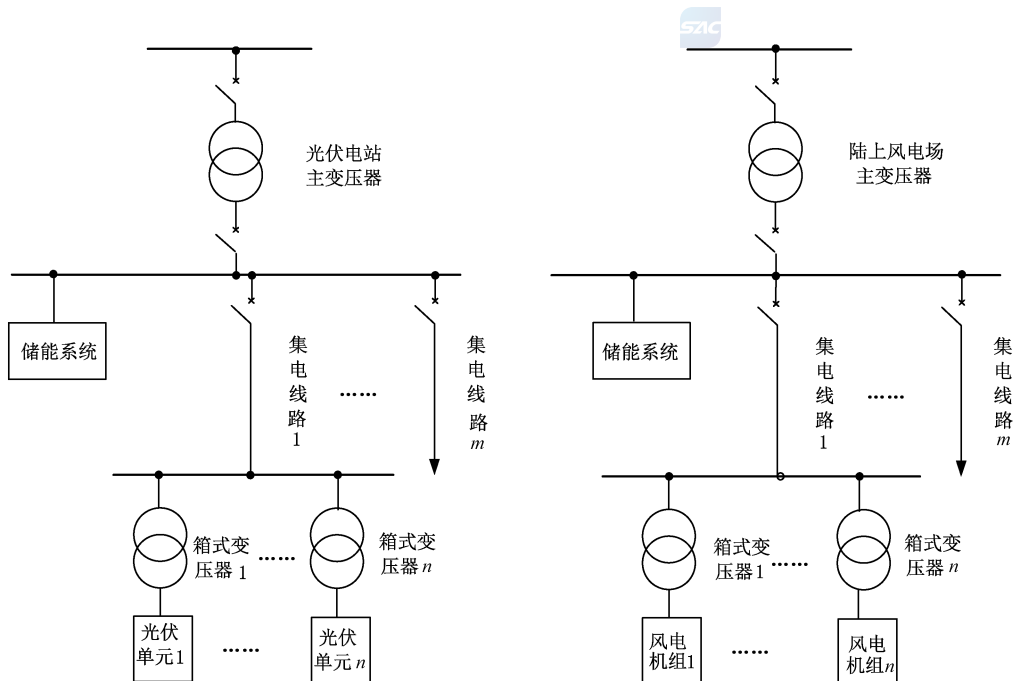 SAC
光伏电站
主变压器
储能系统
集
电
线
路
1
······
集
电
线
路
m
箱式变
压器 1
······
箱式变
压器 n
光伏
单元1
······
光伏
单元 n
陆上风电场
主变压器
储能系统
集
电
线
路
1
······
集
电
线
路
m
箱式变
压器1
······
箱式变
压器 n
风电
机组1
······
风电
机组n